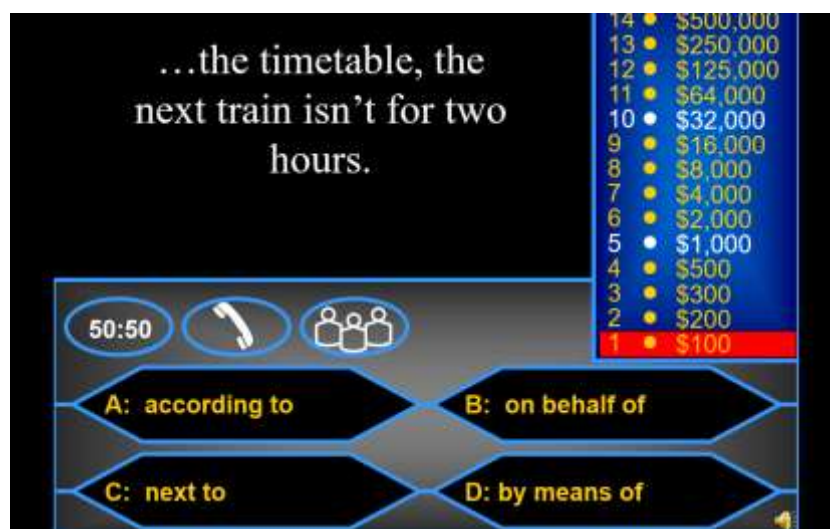 …the timetable, the
next train isn’t for two
hours.
14 • $500,000
13 • $250,000
12 • $125,000
11 • $64,000
10 • $32,000
9 • $16,000
8 • $8,000
7 • $4,000
6 • $2,000
5 • $1,000
4 • $500
3 • $300
2 • $200
1 • $100
50:50
A: according to
B: on behalf of
C: next to
D: by means of